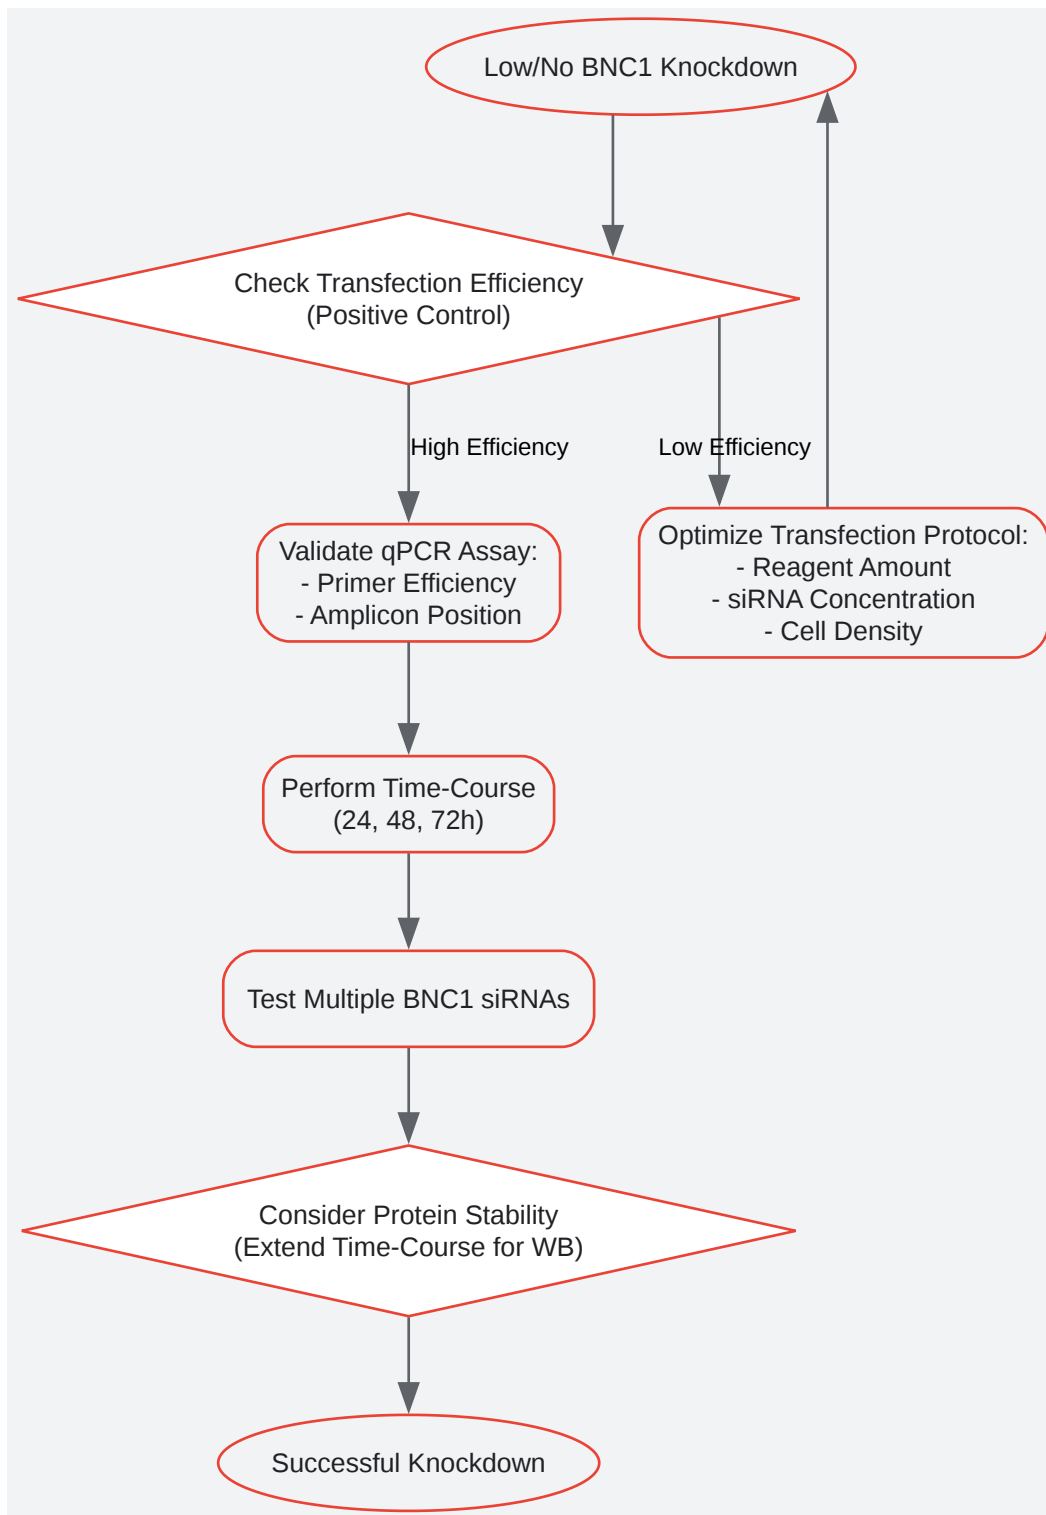 Low/No BNC1 Knockdown
Check Transfection Efficiency
(Positive Control)
High Efficiency
Low Efficiency
Validate qPCR Assay:
- Primer Efficiency
- Amplicon Position
Optimize Transfection Protocol:
- Reagent Amount
- siRNA Concentration
- Cell Density
Perform Time-Course
(24, 48, 72h)
Test Multiple BNC1 siRNAs
Consider Protein Stability
(Extend Time-Course for WB)
Successful Knockdown